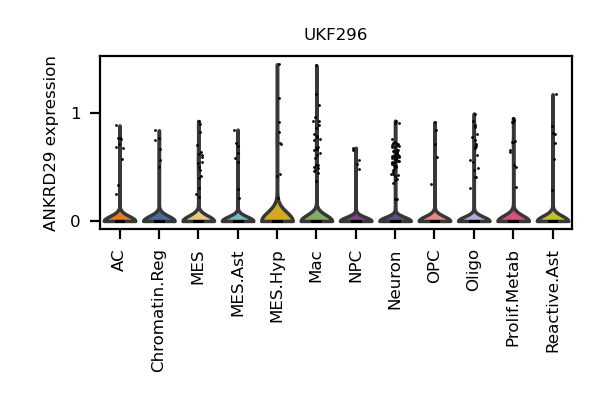 UKF296
ANKRD29 expression
1
0
AC
Chromatin.Reg
MES
MES.Ast
MES.Hyp
Mac
NPC
Neuron
OPC
Oligo
Prolif.Metab
Reactive.Ast